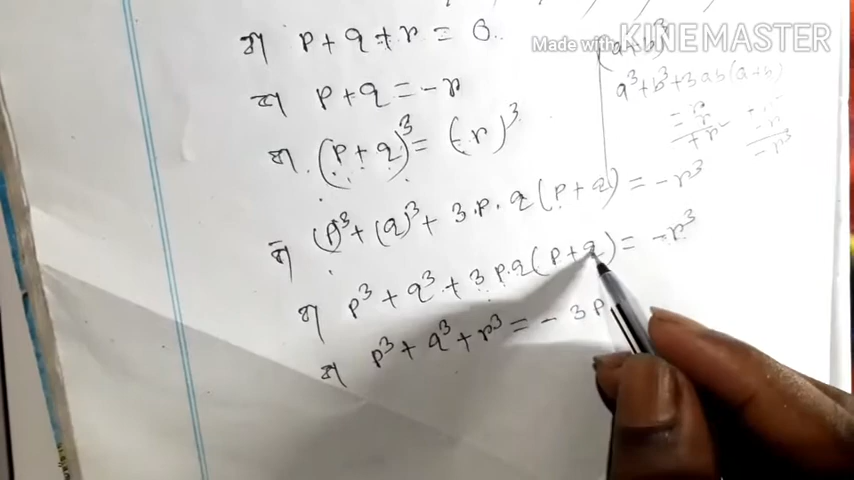 বা p + q + r = 0.
বা p + q = - r
বা (p + q)³ = (- r)³
বা (p)³ + (q)³ + 3.p.q (p + q) = - r³
বা p³ + q³ + 3 p.q (p + q) = - r³
বা p³ + q³ + r³ = - 3 p
Made with KINEMASTER
(a+b)³
a³+b³+3ab(a+b)